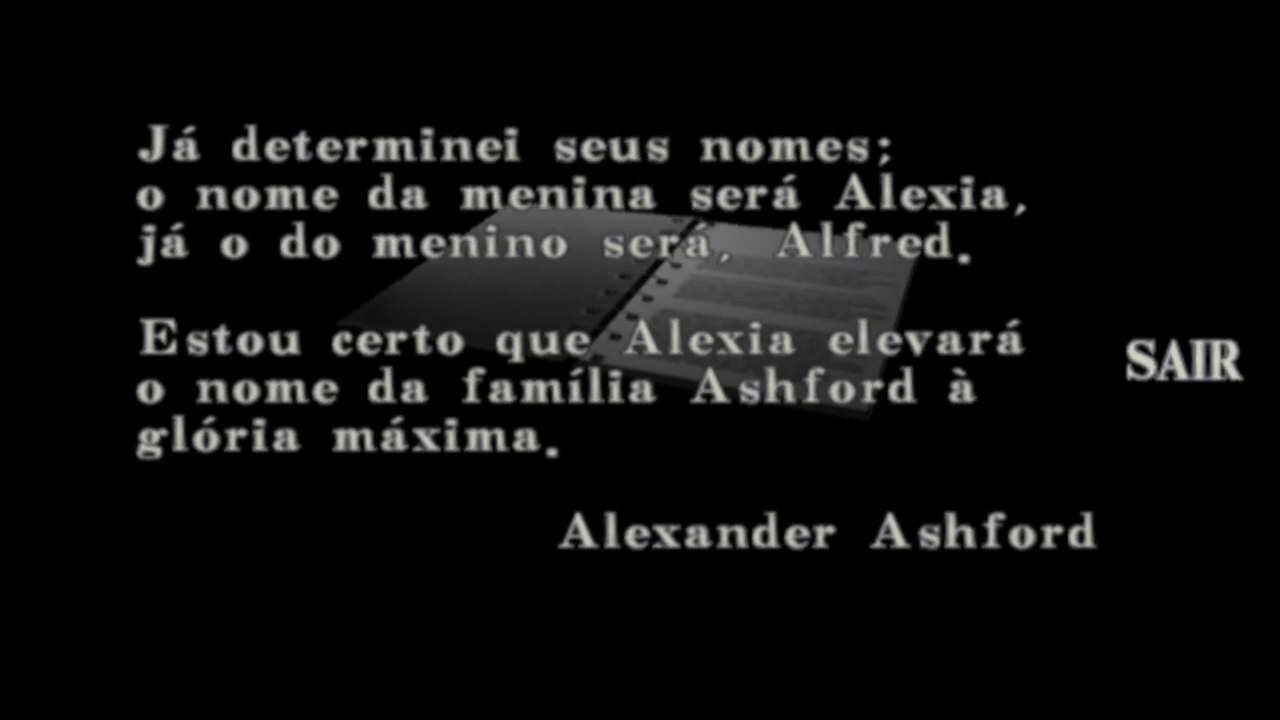 Já determinei seus nomes;
o nome da menina será Alexia,
já o do menino será, Alfred.
Estou certo que Alexia elevará
o nome da família Ashford à
glória máxima.
SAIR
Alexander Ashford